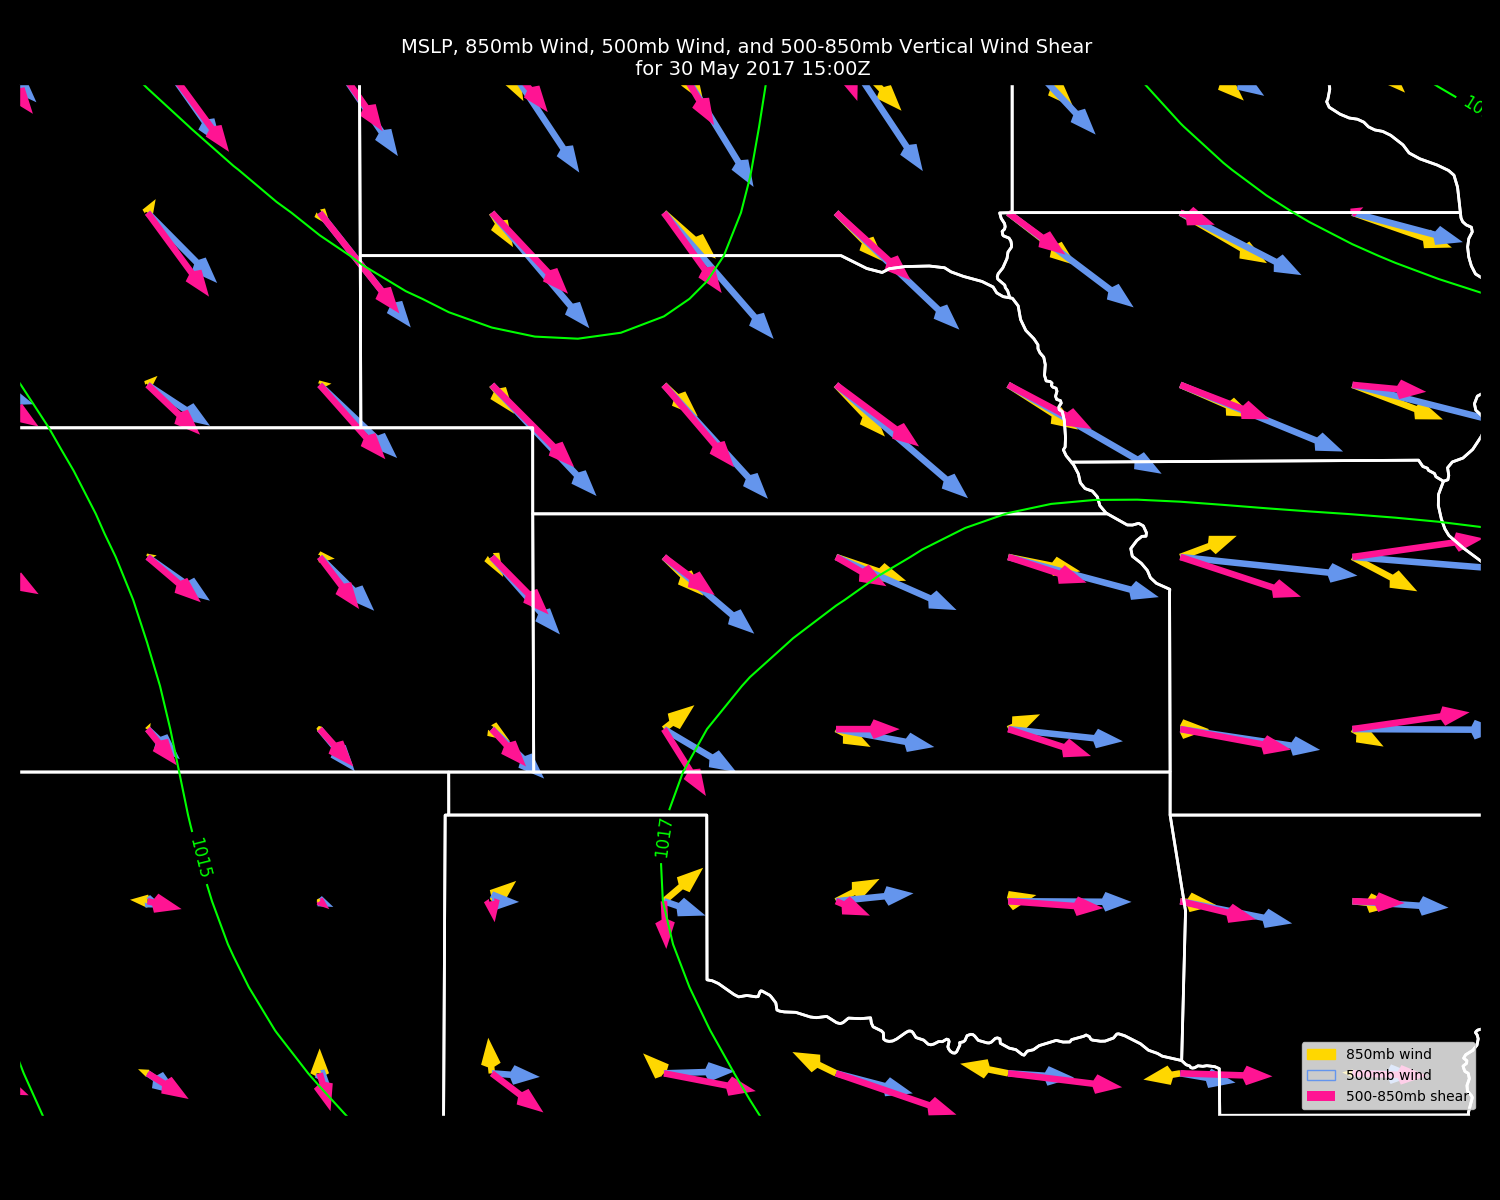 MSLP, 850mb Wind, 500mb Wind, and 500-850mb Vertical Wind Shear
for 30 May 2017 15:00Z
10
1015
1017
850mb wind
500mb wind
500-850mb shear